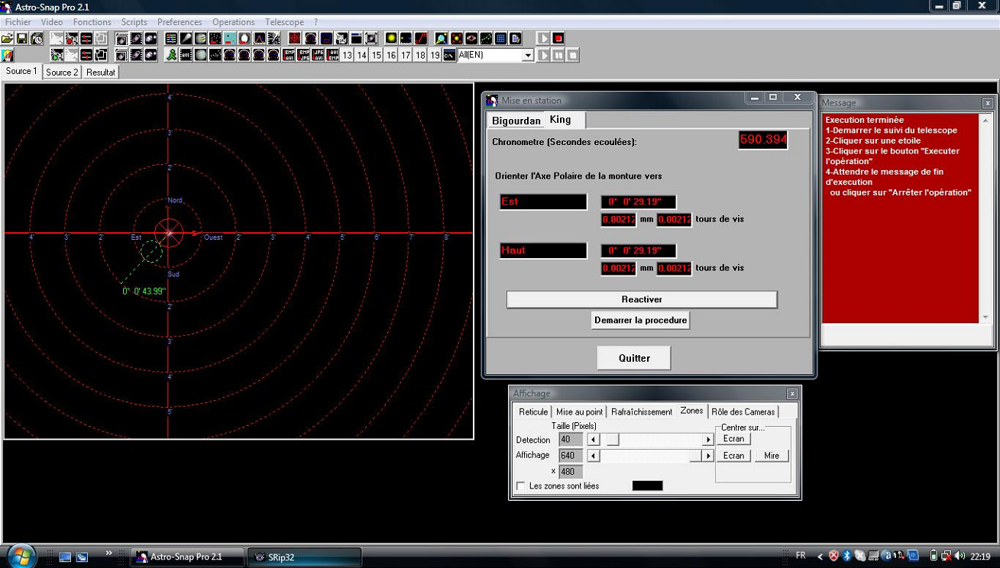 Astro-Snap Pro 2.1
Fichier Video Fonctions Scripts Preferences Operations Telescope ?
13 14 15 16 17 18 19 All(EN)
Source 1 Source 2 Resultat
4'
3'
2'
Nord
4' 3' 2' Est Ouest 2' 3' 4' 5' 6' 7' 8'
Sud
0° 0' 43.99"
2'
3'
4'
5'
Mise en station
Bigourdan King
Chronometre (Secondes ecoulées): 590.394
Orienter l'Axe Polaire de la monture vers
Est 0° 0' 29.19"
0.00212 mm 0.00212 tours de vis
Haut 0° 0' 29.19"
0.00212 mm 0.00212 tours de vis
Reactiver
Demarrer la procedure
Quitter
Message
Execution terminée
1-Demarrer le suivi du telescope
2-Cliquer sur une etoile
3-Cliquer sur le bouton "Executer
l'opération"
4-Attendre le message de fin
d'execution
ou cliquer sur "Arrêter l'opération"
Affichage
Reticule Mise au point Rafraîchissement Zones Rôle des Cameras
Taille (Pixels) Centrer sur...
Detection 40 Ecran
Affichage 640 Ecran Mire
x 480
Les zones sont liées
Astro-Snap Pro 2.1 SRip32 FR 22:19